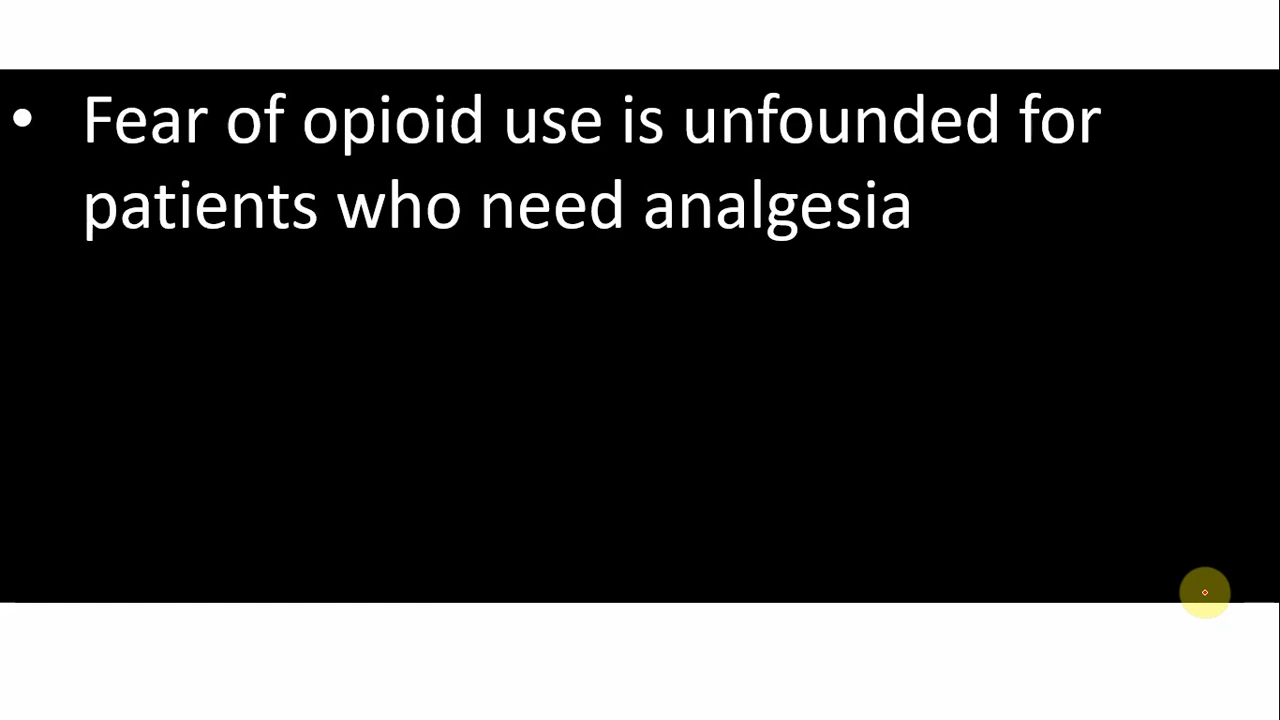 • Fear of opioid use is unfounded for
patients who need analgesia